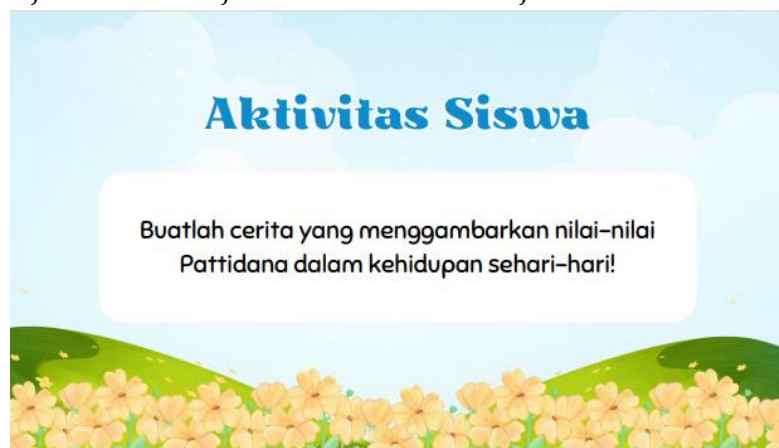 Aktivitas Siswa
Buatlah cerita yang menggambarkan nilai-nilai
Pattidana dalam kehidupan sehari-hari!